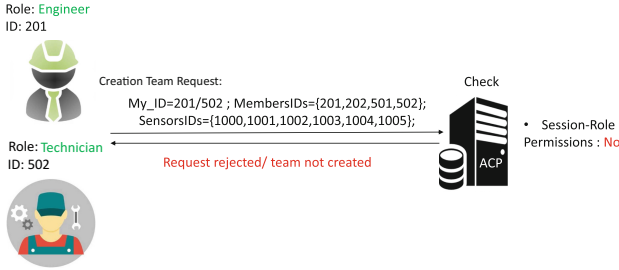 Role: Engineer
ID: 201
Creation Team Request:
My_ID=201/502 ; MembersIDs={201,202,501,502};
SensorsIDs={1000,1001,1002,1003,1004,1005};
Request rejected/ team not created
Role: Technician
ID: 502
Check
ACP
• Session-Role
Permissions : No